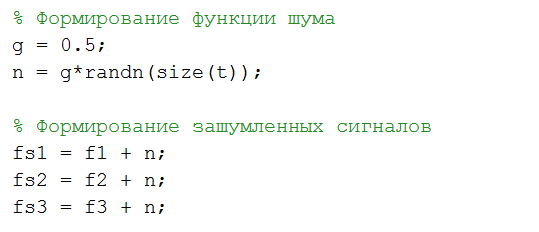 % Формирование функции шума
g = 0.5;
n = g*randn(size(t));
% Формирование зашумленных сигналов
fs1 = f1 + n;
fs2 = f2 + n;
fs3 = f3 + n;